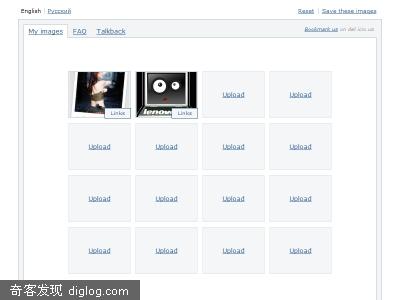 English | Русский
Reset | Save these images
My images FAQ Talkback
Bookmark us on del.icio.us
Upload Upload
Links Links
lenov
Upload Upload Upload Upload
Upload Upload Upload Upload
Upload Upload Upload Upload
奇客发现 diglog.com